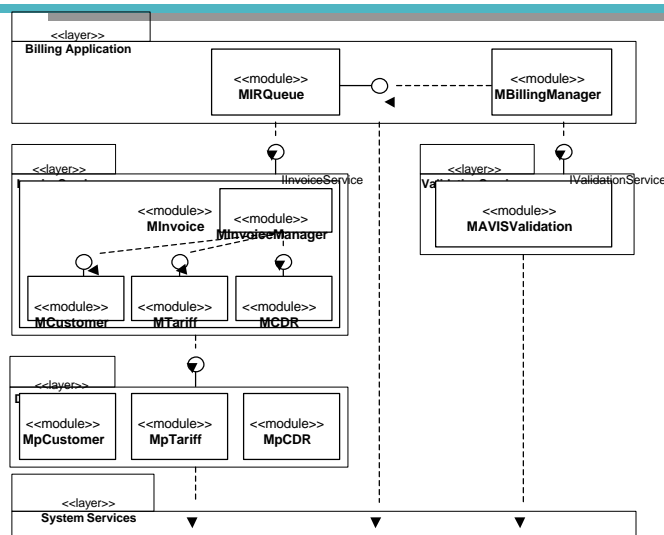 <<layer>>
Billing Application
<<module>>
MIRQueue
<<module>>
MBillingManager
<<layer>>
IInvoiceService
<<layer>>
IValidationService
<<module>>
MInvoice
<<module>>
MInvoiceManager
<<module>>
MAVISValidation
<<module>>
MCustomer
<<module>>
MTariff
<<module>>
MCDR
<<layer>>
<<module>>
MpCustomer
<<module>>
MpTariff
<<module>>
MpCDR
<<layer>>
System Services